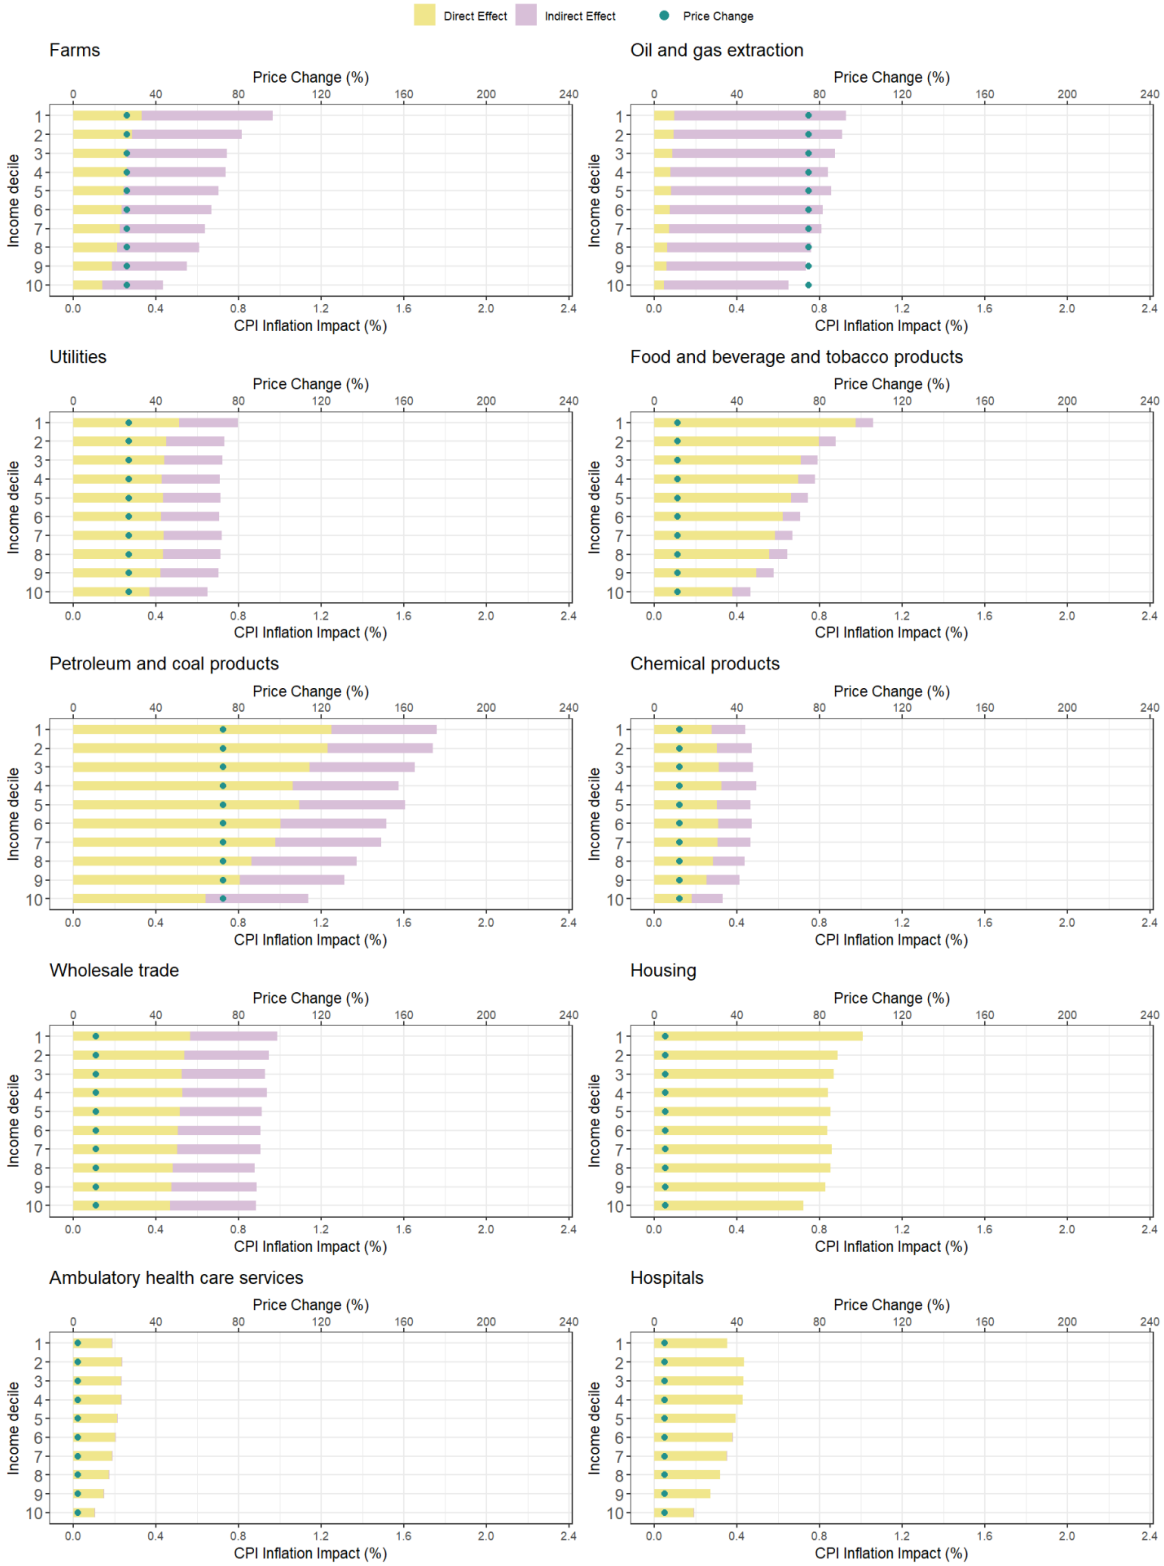 Direct Effect Indirect Effect Price Change
Farms
Price Change (%)
0 40 80 120 160 200 240
Income decile
1
2
3
4
5
6
7
8
9
10
0.0 0.4 0.8 1.2 1.6 2.0 2.4
CPI Inflation Impact (%)
Oil and gas extraction
Price Change (%)
0 40 80 120 160 200 240
Income decile
1
2
3
4
5
6
7
8
9
10
0.0 0.4 0.8 1.2 1.6 2.0 2.4
CPI Inflation Impact (%)
Utilities
Price Change (%)
0 40 80 120 160 200 240
Income decile
1
2
3
4
5
6
7
8
9
10
0.0 0.4 0.8 1.2 1.6 2.0 2.4
CPI Inflation Impact (%)
Food and beverage and tobacco products
Price Change (%)
0 40 80 120 160 200 240
Income decile
1
2
3
4
5
6
7
8
9
10
0.0 0.4 0.8 1.2 1.6 2.0 2.4
CPI Inflation Impact (%)
Petroleum and coal products
Price Change (%)
0 40 80 120 160 200 240
Income decile
1
2
3
4
5
6
7
8
9
10
0.0 0.4 0.8 1.2 1.6 2.0 2.4
CPI Inflation Impact (%)
Chemical products
Price Change (%)
0 40 80 120 160 200 240
Income decile
1
2
3
4
5
6
7
8
9
10
0.0 0.4 0.8 1.2 1.6 2.0 2.4
CPI Inflation Impact (%)
Wholesale trade
Price Change (%)
0 40 80 120 160 200 240
Income decile
1
2
3
4
5
6
7
8
9
10
0.0 0.4 0.8 1.2 1.6 2.0 2.4
CPI Inflation Impact (%)
Housing
Price Change (%)
0 40 80 120 160 200 240
Income decile
1
2
3
4
5
6
7
8
9
10
0.0 0.4 0.8 1.2 1.6 2.0 2.4
CPI Inflation Impact (%)
Ambulatory health care services
Price Change (%)
0 40 80 120 160 200 240
Income decile
1
2
3
4
5
6
7
8
9
10
0.0 0.4 0.8 1.2 1.6 2.0 2.4
CPI Inflation Impact (%)
Hospitals
Price Change (%)
0 40 80 120 160 200 240
Income decile
1
2
3
4
5
6
7
8
9
10
0.0 0.4 0.8 1.2 1.6 2.0 2.4
CPI Inflation Impact (%)